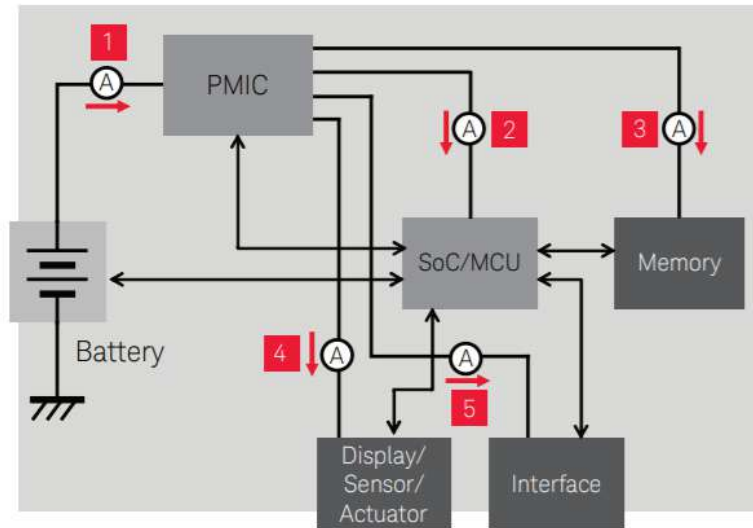 1
A
PMIC
A
2
3
A
SoC/MCU
Memory
Battery
4
A
A
5
Display/
Sensor/
Actuator
Interface